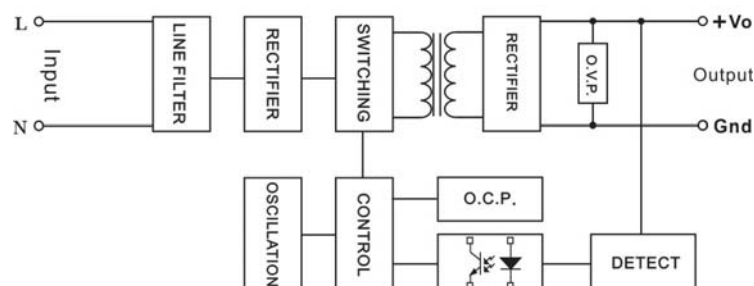 L
N
Input
LINE FILTER
RECTIFIER
SWITCHING
RECTIFIER
O.V.P.
+Vo
Output
Gnd
OSCILLATION
CONTROL
O.C.P.
DETECT